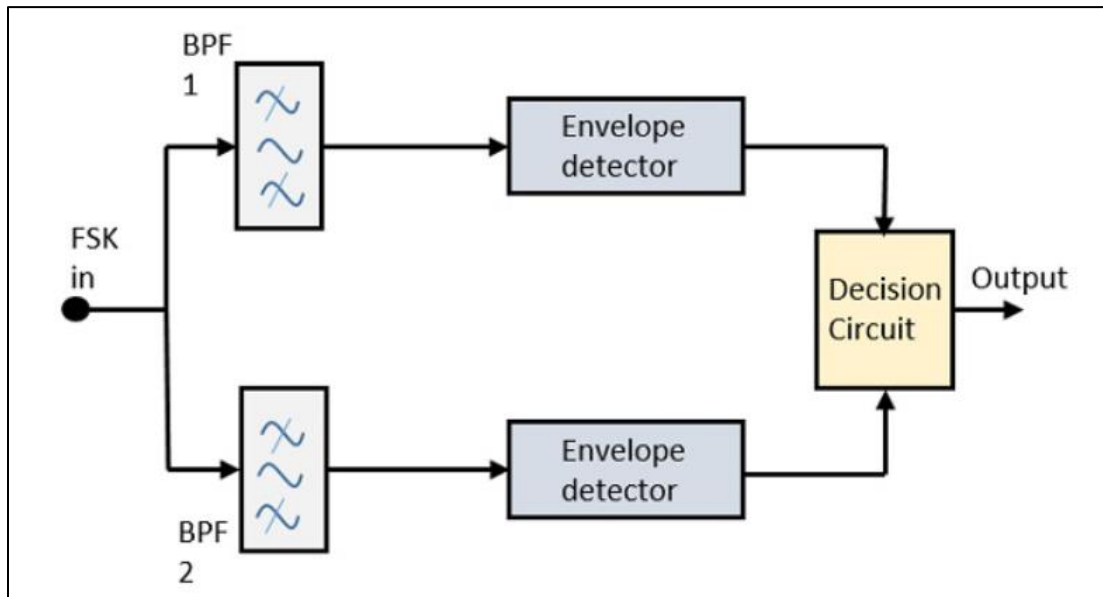 BPF
1
Envelope
detector
FSK
in
Decision
Circuit
Output
Envelope
detector
BPF
2